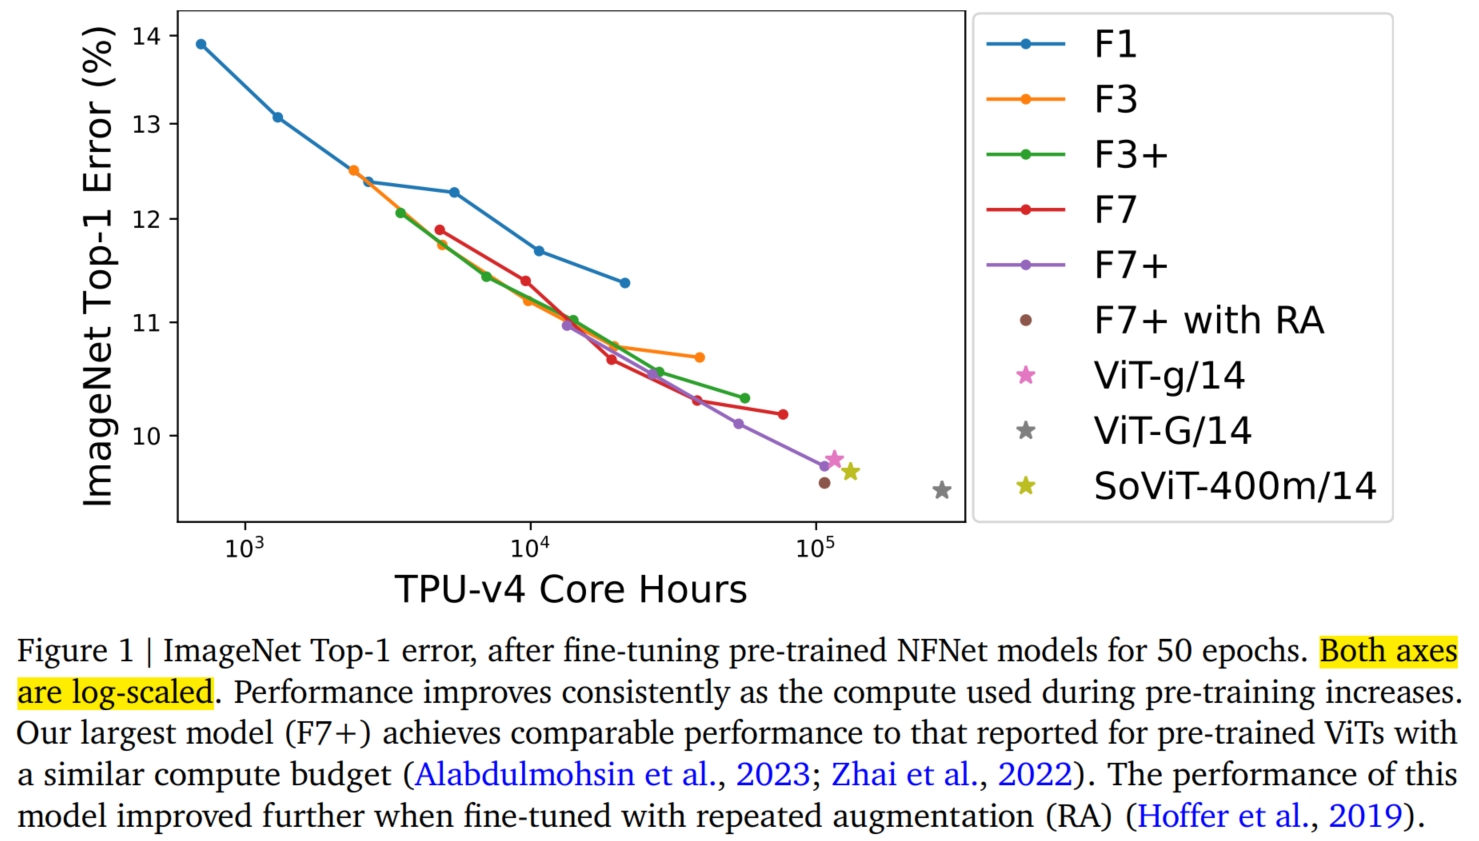 ImageNet Top-1 Error (%)
14
13
12
11
10
10³
10⁴
10⁵
TPU-v4 Core Hours
F1
F3
F3+
F7
F7+
F7+ with RA
ViT-g/14
ViT-G/14
SoViT-400m/14
Figure 1 | ImageNet Top-1 error, after fine-tuning pre-trained NFNet models for 50 epochs. Both axes
are log-scaled. Performance improves consistently as the compute used during pre-training increases.
Our largest model (F7+) achieves comparable performance to that reported for pre-trained ViTs with
a similar compute budget (Alabdulmohsin et al., 2023; Zhai et al., 2022). The performance of this
model improved further when fine-tuned with repeated augmentation (RA) (Hoffer et al., 2019).